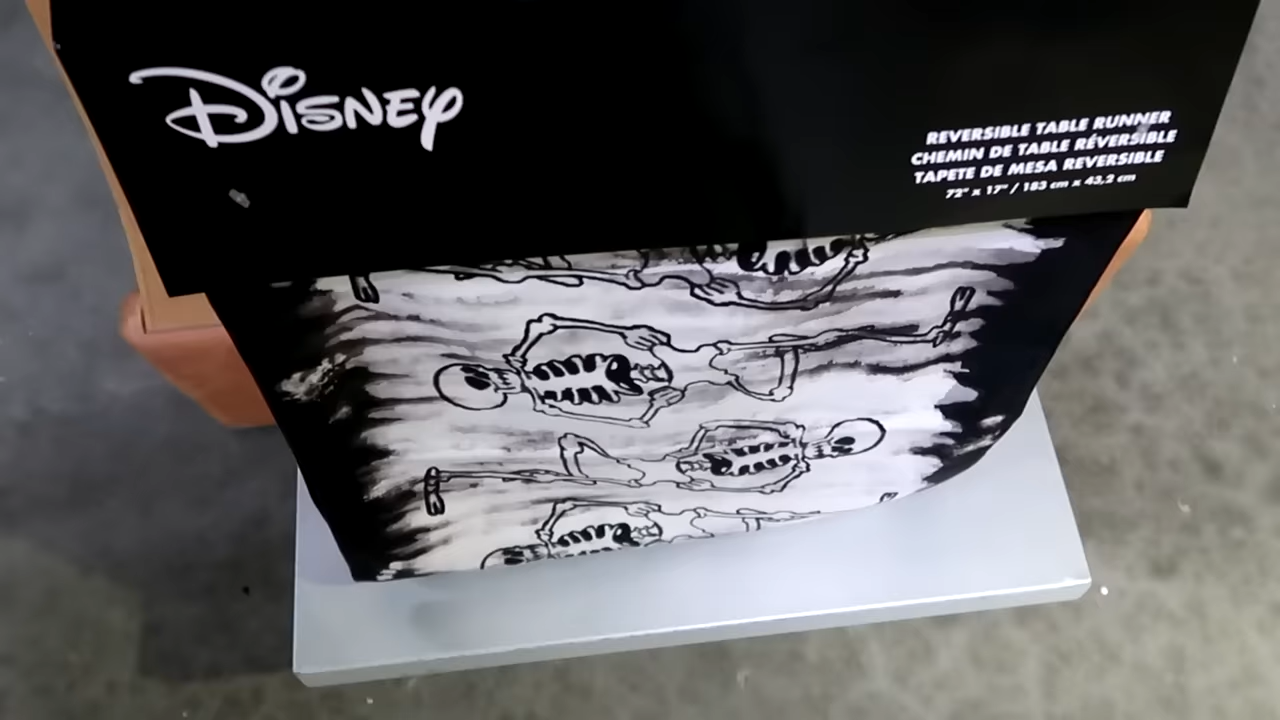 DISNEY
REVERSIBLE TABLE RUNNER
CHEMIN DE TABLE RÉVERSIBLE
TAPETE DE MESA REVERSIBLE
72" x 17" / 183 cm x 43,2 cm